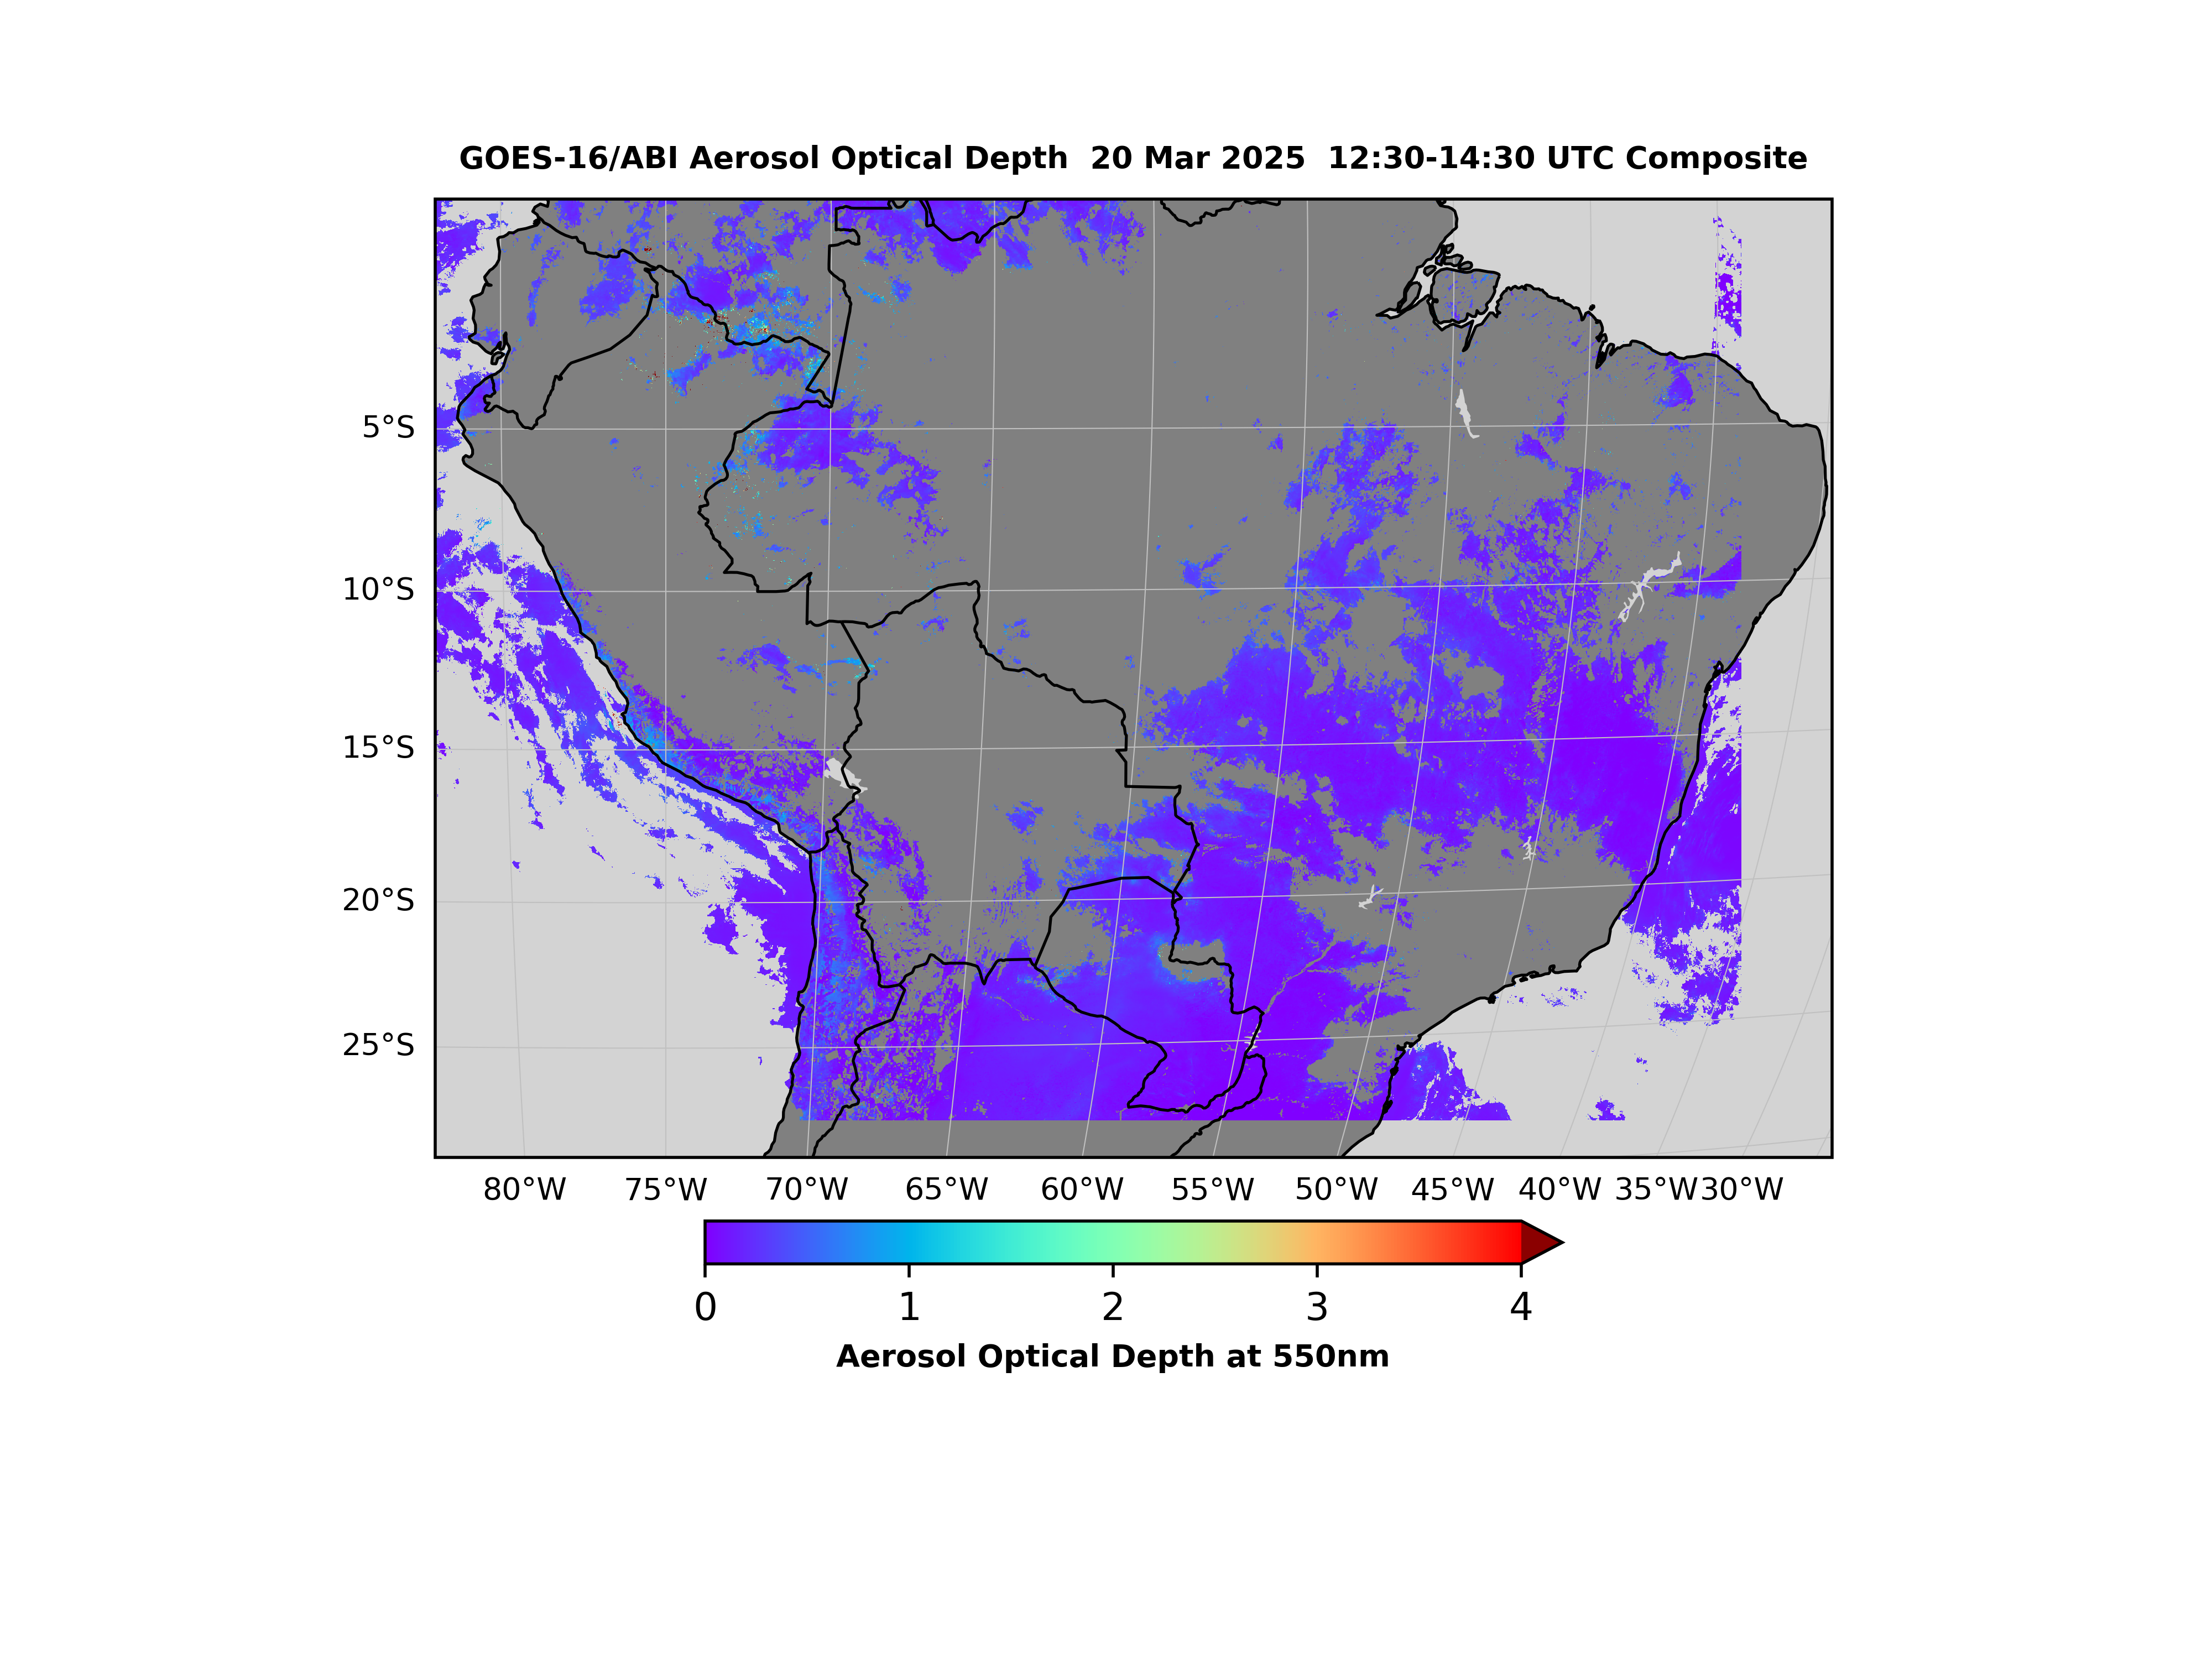 GOES-16/ABI Aerosol Optical Depth  20 Mar 2025  12:30-14:30 UTC Composite
5°S
10°S
15°S
20°S
25°S
80°W 75°W 70°W 65°W 60°W 55°W 50°W 45°W 40°W 35°W 30°W
0 1 2 3 4
Aerosol Optical Depth at 550nm